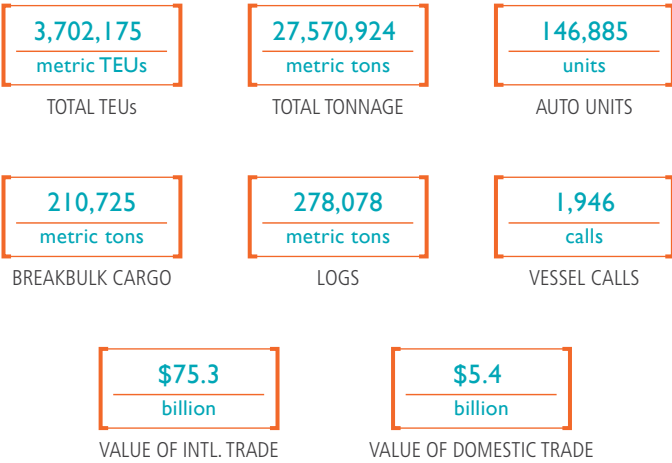 3,702,175
metric TEUs
TOTAL TEUs
27,570,924
metric tons
TOTAL TONNAGE
146,885
units
AUTO UNITS
210,725
metric tons
BREAKBULK CARGO
278,078
metric tons
LOGS
1,946
calls
VESSEL CALLS
$75.3
billion
VALUE OF INTL. TRADE
$5.4
billion
VALUE OF DOMESTIC TRADE